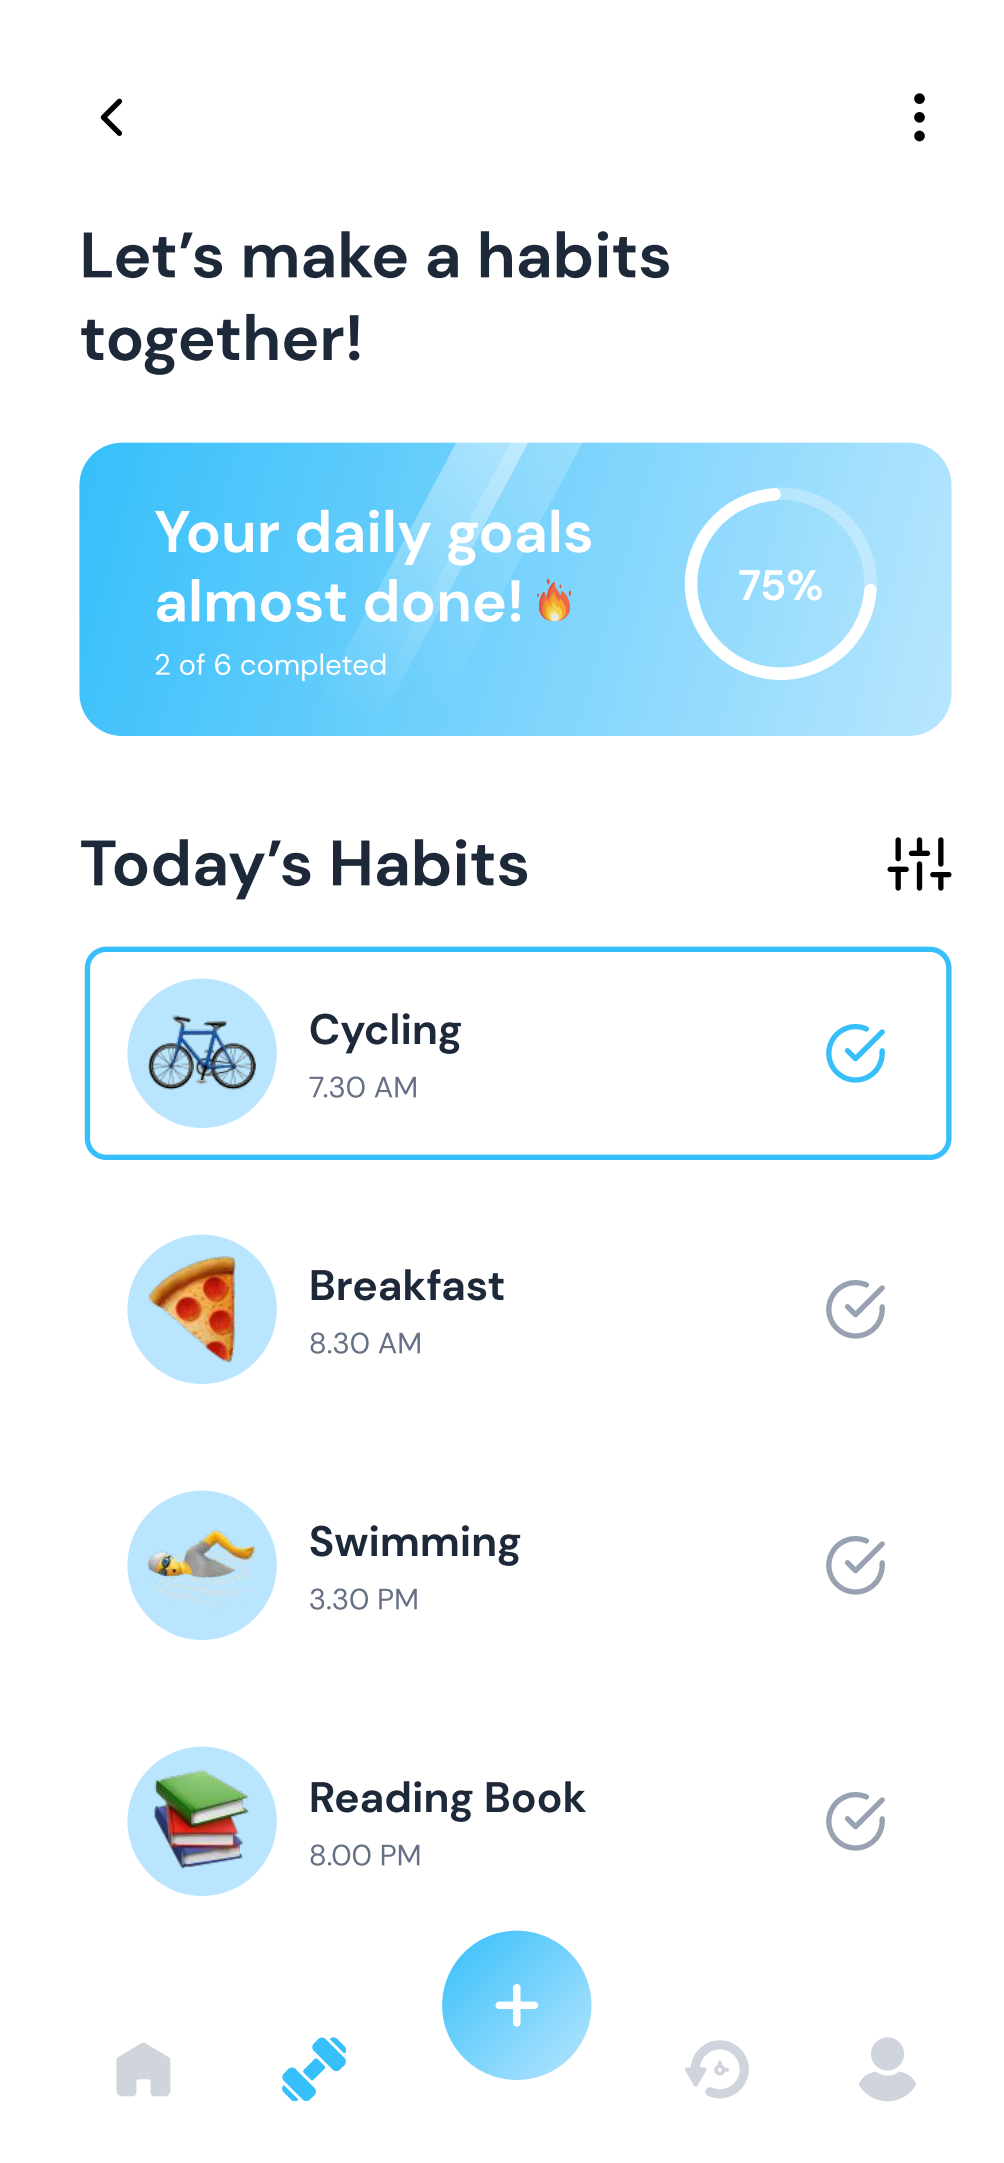 Let’s make a habits
together!
Your daily goals
almost done!🔥
2 of 6 completed
75%
Today’s Habits
Cycling
7.30 AM
Breakfast
8.30 AM
Swimming
3.30 PM
Reading Book
8.00 PM